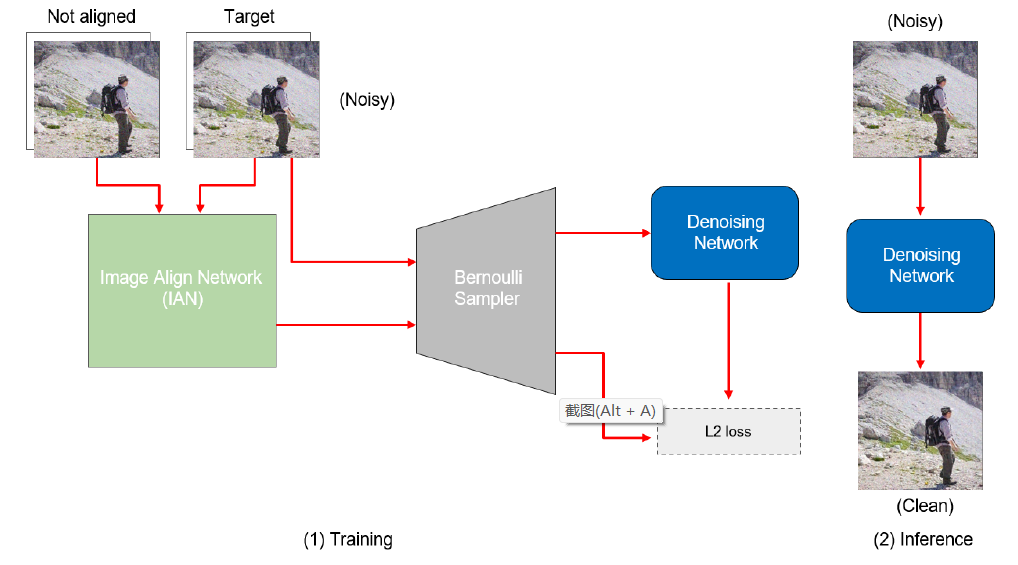 Not aligned
Target
(Noisy)
(Noisy)
Image Align Network
(IAN)
Bernoulli
Sampler
Denoising
Network
Denoising
Network
截图(Alt + A)
L2 loss
(Clean)
(1) Training
(2) Inference